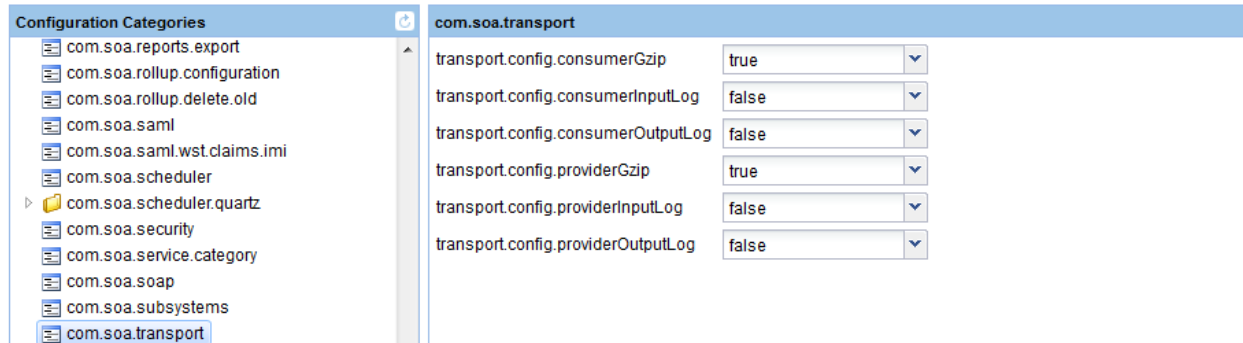 Configuration Categories
com.soa.reports.export
com.soa.rollup.configuration
com.soa.rollup.delete.old
com.soa.saml
com.soa.saml.wst.claims.imi
com.soa.scheduler
com.soa.scheduler.quartz
com.soa.security
com.soa.service.category
com.soa.soap
com.soa.subsystems
com.soa.transport
com.soa.transport
transport.config.consumerGzip true
transport.config.consumerInputLog false
transport.config.consumerOutputLog false
transport.config.providerGzip true
transport.config.providerInputLog false
transport.config.providerOutputLog false